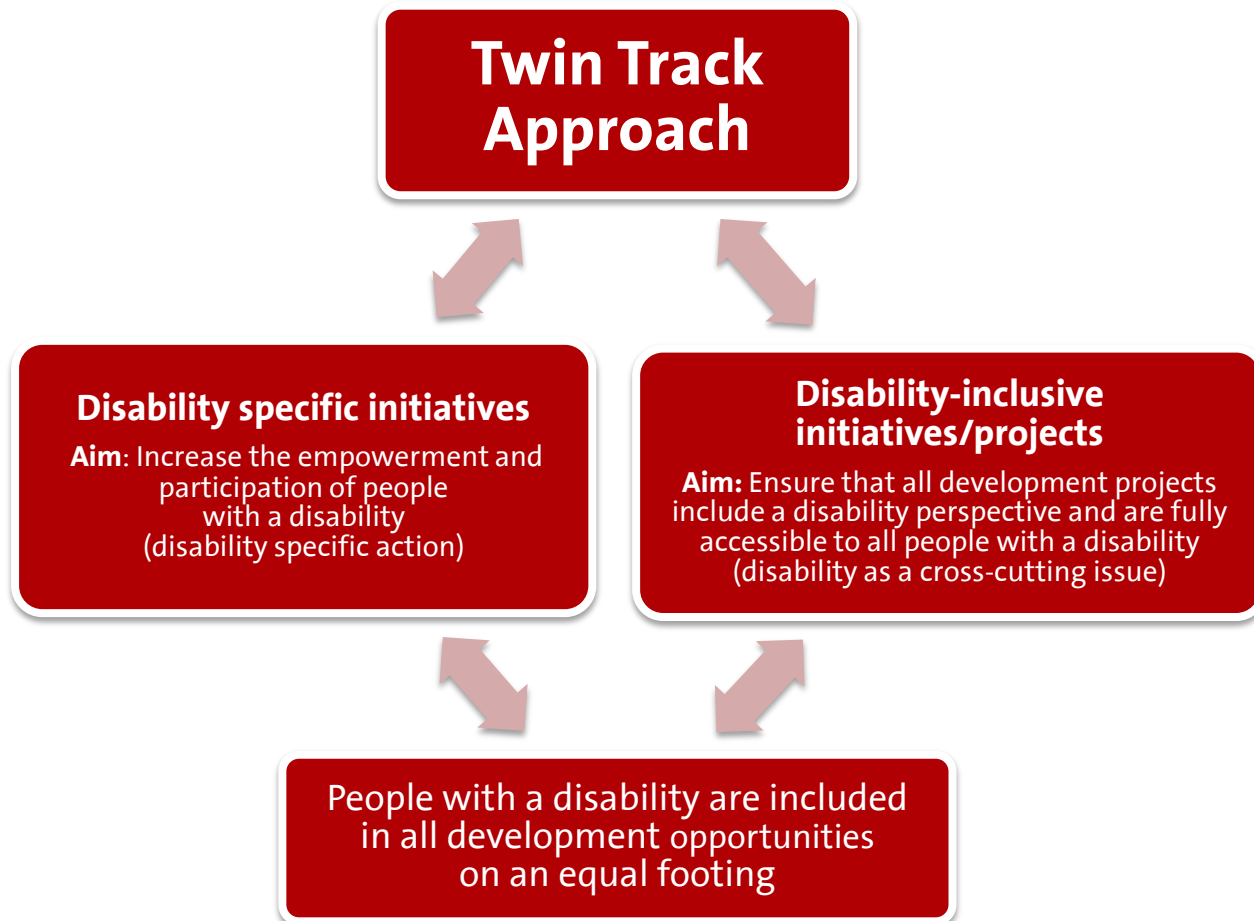 Twin Track
Approach
Disability specific initiatives
Aim: Increase the empowerment and
participation of people
with a disability
(disability specific action)
Disability-inclusive
initiatives/projects
Aim: Ensure that all development projects
include a disability perspective and are fully
accessible to all people with a disability
(disability as a cross-cutting issue)
People with a disability are included
in all development opportunities
on an equal footing